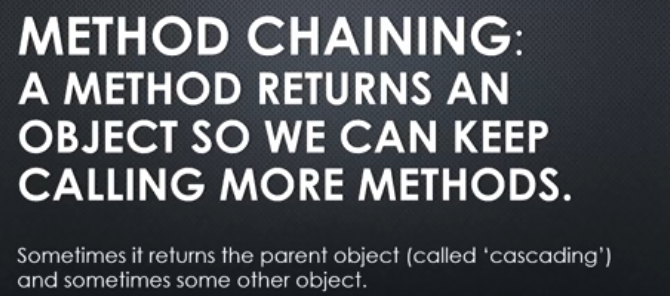 METHOD CHAINING:
A METHOD RETURNS AN
OBJECT SO WE CAN KEEP
CALLING MORE METHODS.
Sometimes it returns the parent object (called ‘cascading’)
and sometimes some other object.